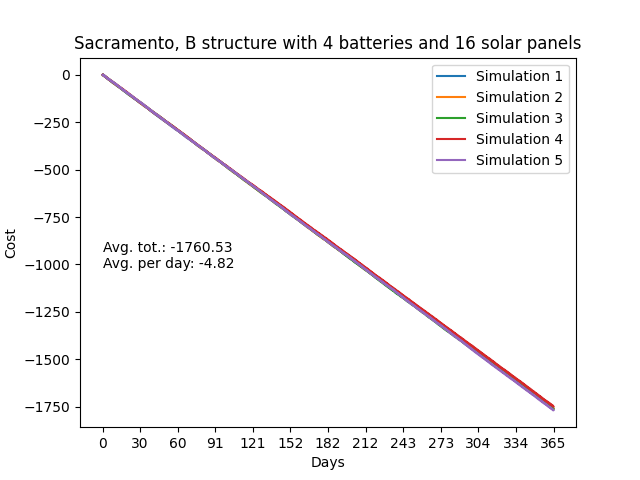 Sacramento, B structure with 4 batteries and 16 solar panels
Simulation 1
Simulation 2
Simulation 3
Simulation 4
Simulation 5
Avg. tot.: -1760.53
Avg. per day: -4.82
Cost
0
−250
−500
−750
−1000
−1250
−1500
−1750
0 30 60 91 121 152 182 212 243 273 304 334 365
Days